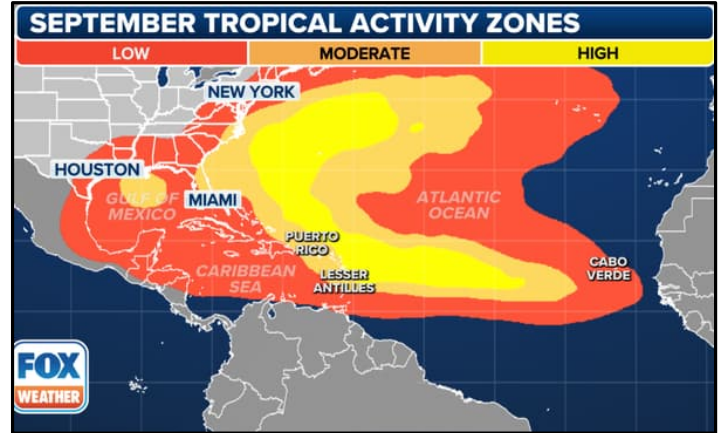 SEPTEMBER TROPICAL ACTIVITY ZONES
LOW
MODERATE
HIGH
NEW YORK
HOUSTON
GULF OF
MEXICO
MIAMI
ATLANTIC
OCEAN
PUERTO
RICO
CARIBBEAN
SEA
LESSER
ANTILLES
CABO
VERDE
FOX
WEATHER